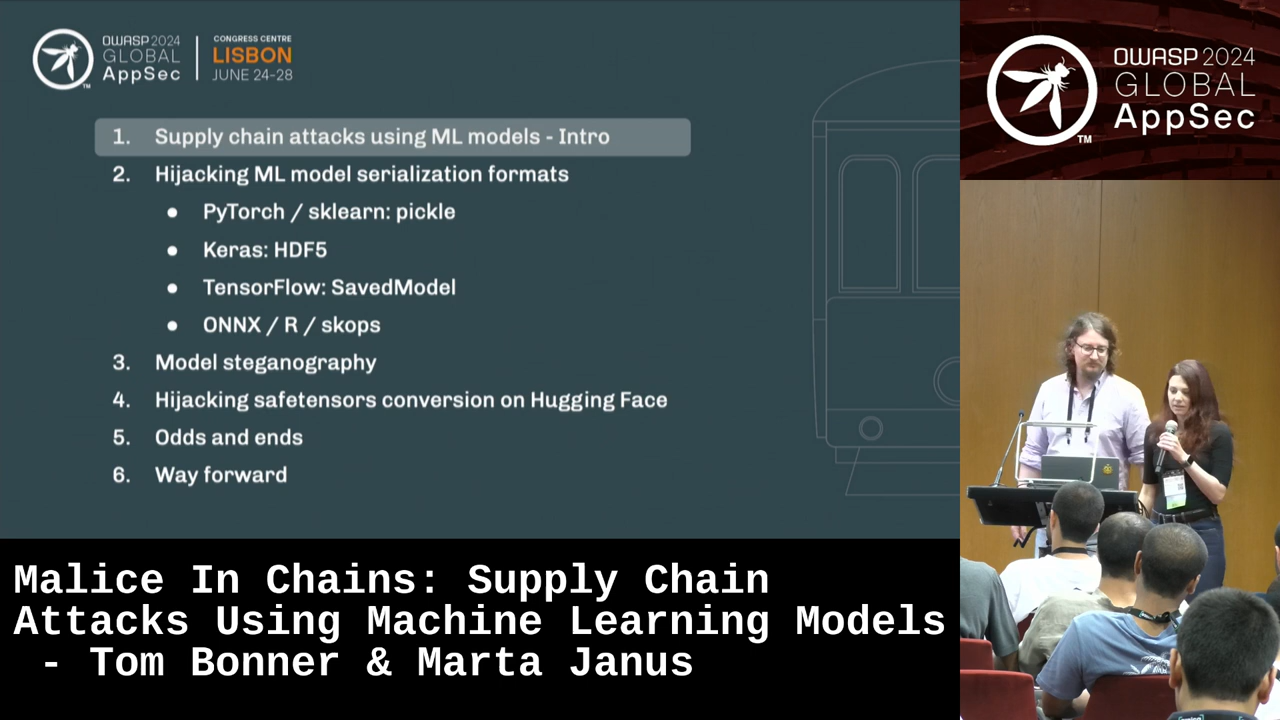 OWASP 2024
GLOBAL
AppSec
TM
CONGRESS CENTRE
LISBON
JUNE 24-28
1. Supply chain attacks using ML models - Intro
2. Hijacking ML model serialization formats
● PyTorch / sklearn: pickle
● Keras: HDF5
● TensorFlow: SavedModel
● ONNX / R / skops
3. Model steganography
4. Hijacking safetensors conversion on Hugging Face
5. Odds and ends
6. Way forward
OWASP 2024
GLOBAL
AppSec
TM
Malice In Chains: Supply Chain
Attacks Using Machine Learning Models
- Tom Bonner & Marta Janus